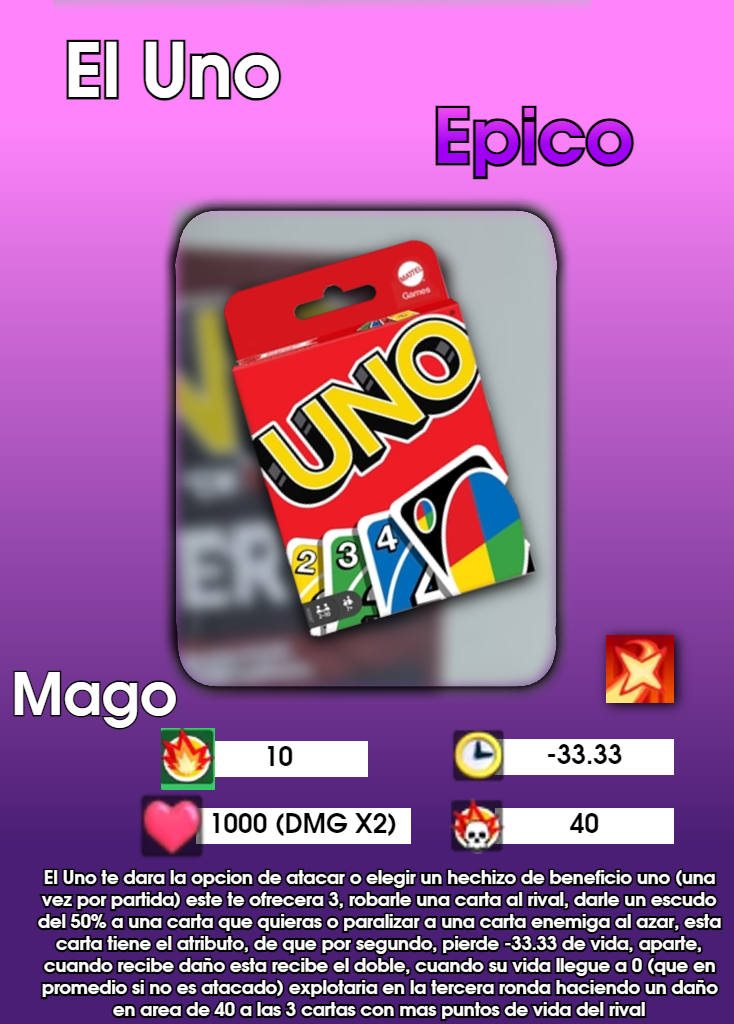 El Uno
Epico
MATTEL
Games
UNO
2
3
4
Mago
10
-33.33
1000 (DMG X2)
40
El Uno te dara la opcion de atacar o elegir un hechizo de beneficio uno (una
vez por partida) este te ofrecera 3, robarle una carta al rival, darle un escudo
del 50% a una carta que quieras o paralizar a una carta enemiga al azar, esta
carta tiene el atributo, de que por segundo, pierde -33.33 de vida, aparte,
cuando recibe daño esta recibe el doble, cuando su vida llegue a 0 (que en
promedio si no es atacado) explotaria en la tercera ronda haciendo un daño
en area de 40 a las 3 cartas con mas puntos de vida del rival